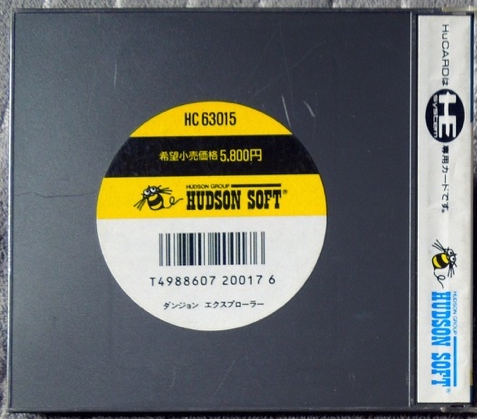 HC 63015
希望小売価格 5,800円
HUDSON GROUP
HUDSON SOFT®
T4988607 20017 6
ダンジョン エクスプローラー
HuCARDは
HE
SYSTEM
専用カードです。
HUDSON GROUP
HUDSON SOFT®